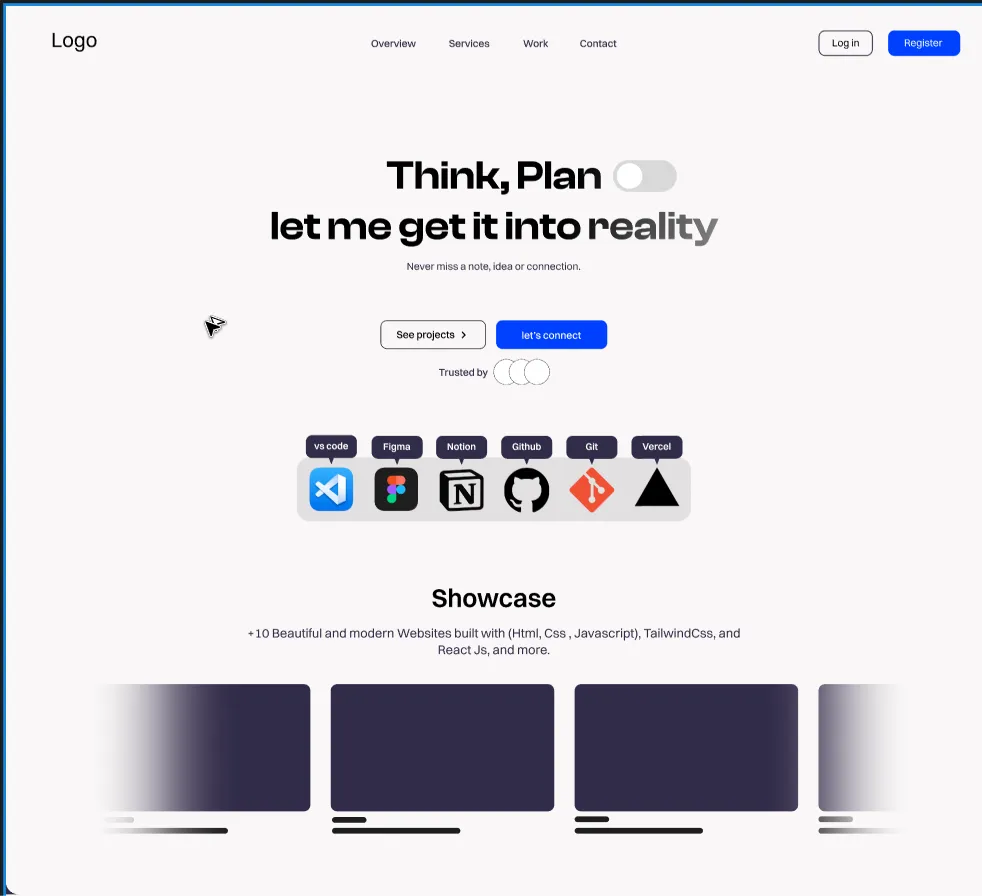 Logo
Overview
Services
Work
Contact
Log in
Register
Think, Plan
let me get it into reality
Never miss a note, idea or connection.
See projects
let's connect
Trusted by
vs code
Figma
Notion
Github
Git
Vercel
N
Showcase
+10 Beautiful and modern Websites built with (Html, Css , Javascript), TailwindCss, and
React Js, and more.